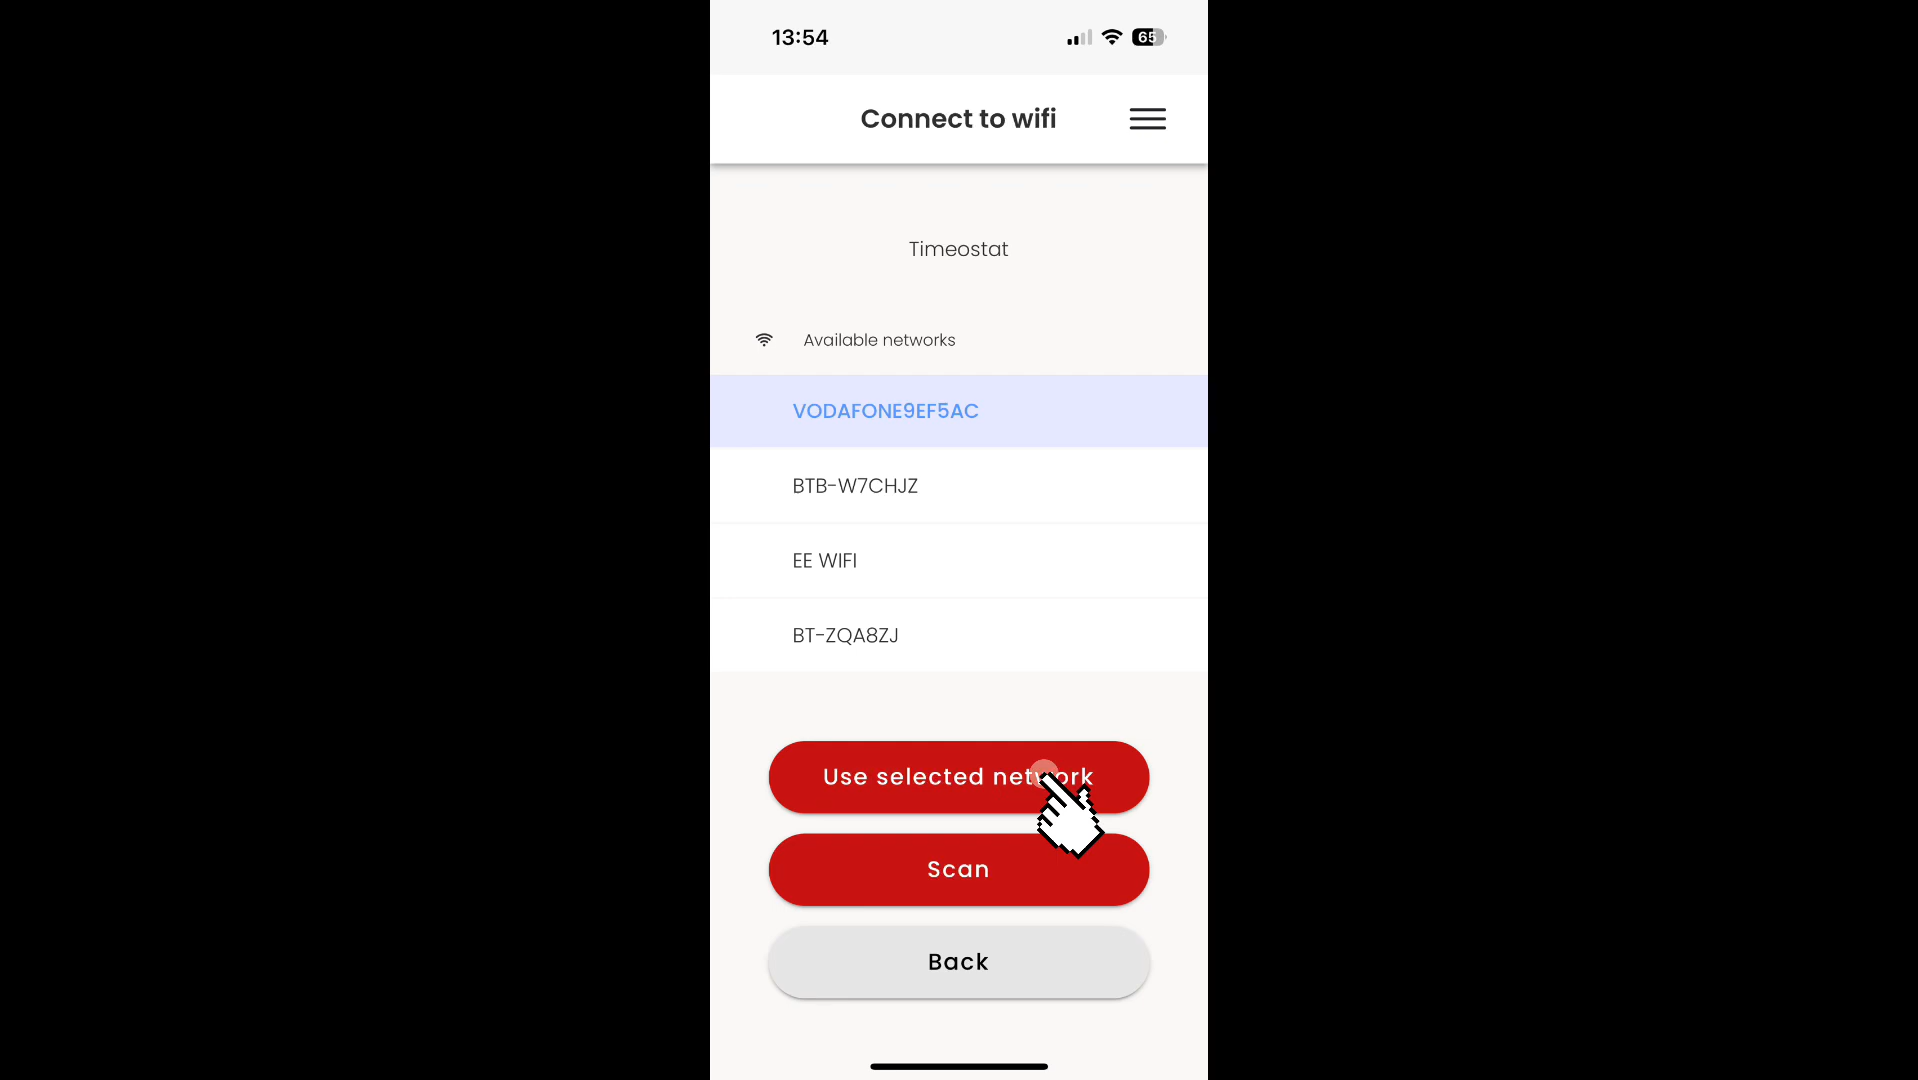 13:54
65
Connect to wifi
Timeostat
Available networks
VODAFONE9EF5AC
BTB-W7CHJZ
EE WIFI
BT-ZQA8ZJ
Use selected network
Scan
Back